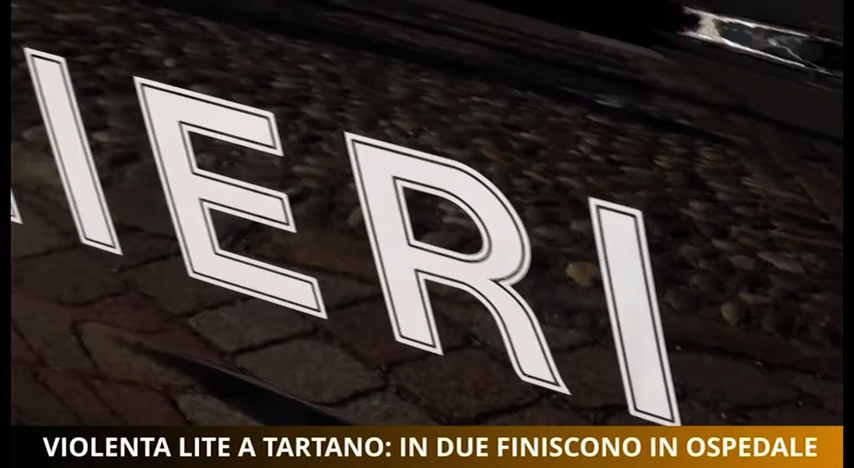 IERI
VIOLENTA LITE A TARTANO: IN DUE FINISCONO IN OSPEDALE